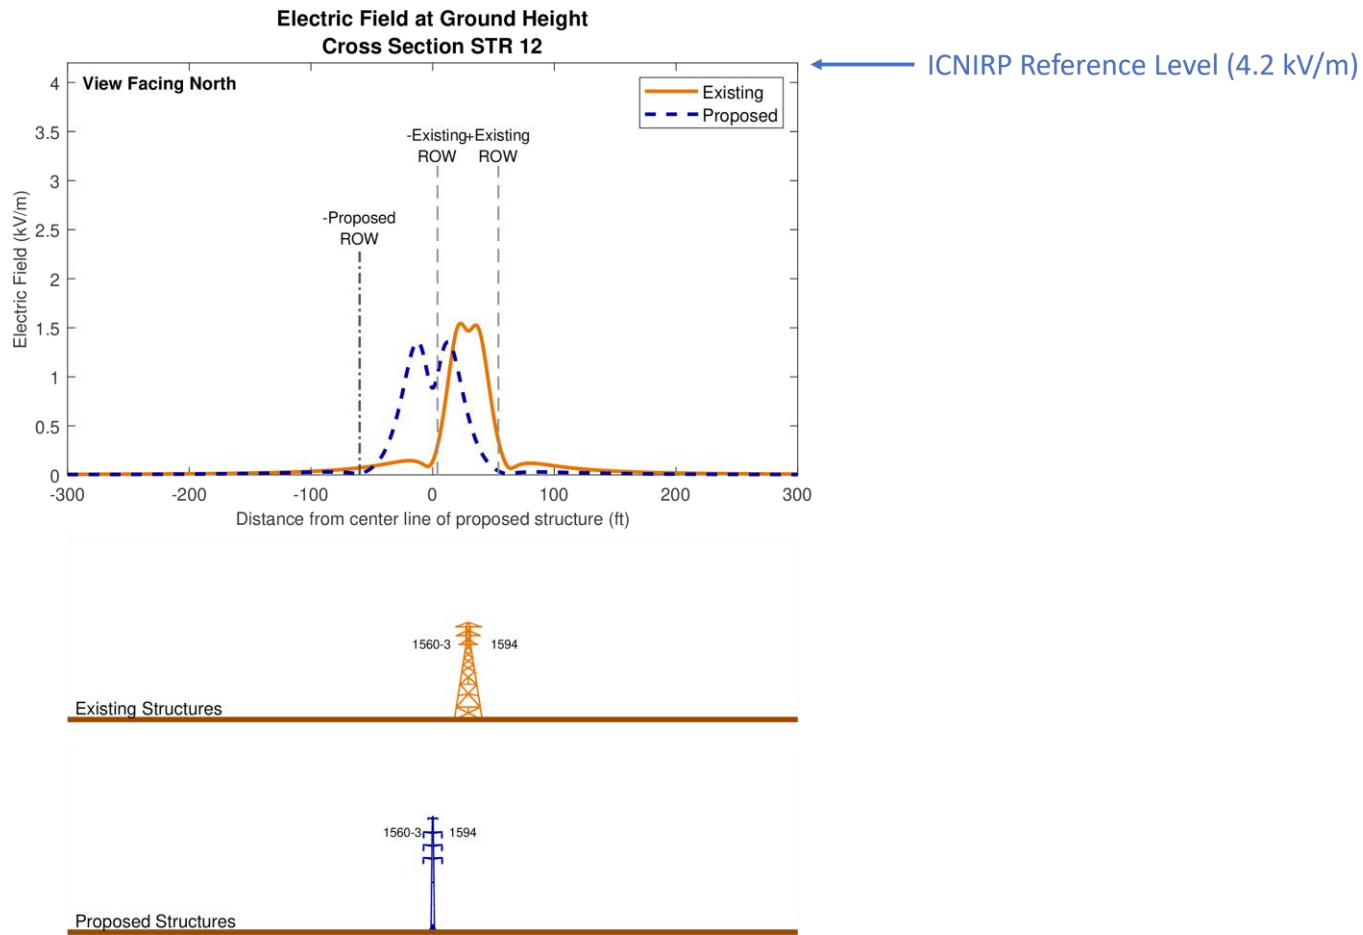 Electric Field at Ground Height
Cross Section STR 12
ICNIRP Reference Level (4.2 kV/m)
View Facing North
Existing
Proposed
-Existing +Existing
ROW ROW
-Proposed
ROW
Electric Field (kV/m)
4
3.5
3
2.5
2
1.5
1
0.5
0
-300 -200 -100 0 100 200 300
Distance from center line of proposed structure (ft)
1560-3 1594
Existing Structures
1560-3 1594
Proposed Structures